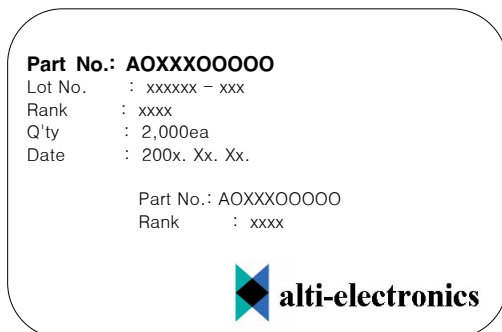 Part No.: AOXXXOOOOO
Lot No. : xxxxxx - xxx
Rank : xxxx
Q'ty : 2,000ea
Date : 200x. Xx. Xx.
Part No.: AOXXXOOOOO
Rank : xxxx
alti-electronics